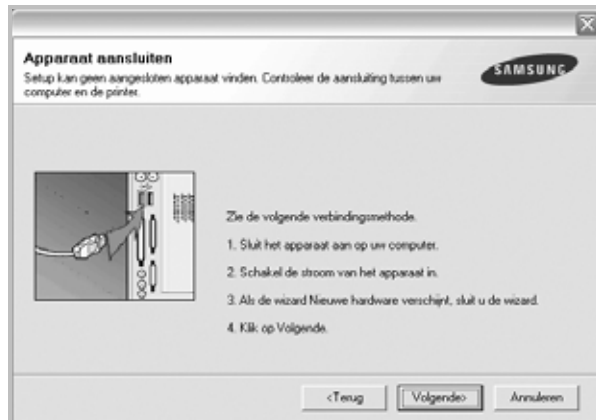 Apparaat aansluiten
Setup kan geen aangesloten apparaat vinden. Controleer de aansluiting tussen uw
computer en de printer.
SAMSUNG
Zie de volgende verbindingsmethode.
1. Sluit het apparaat aan op uw computer.
2. Schakel de stroom van het apparaat in.
3. Als de wizard Nieuwe hardware verschijnt, sluit u de wizard.
4. Klik op Volgende.
<Terug
Volgende>
Annuleren